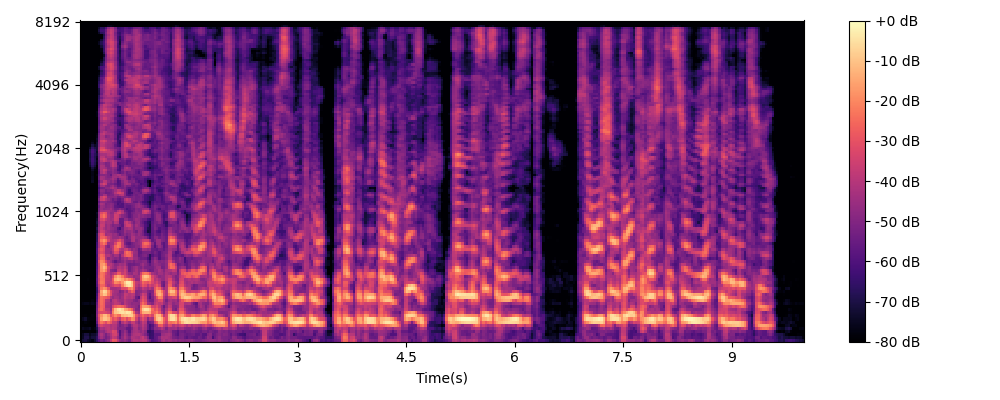 8192
4096
2048
1024
512
0
Frequency(Hz)
0 1.5 3 4.5 6 7.5 9
Time(s)
+0 dB
-10 dB
-20 dB
-30 dB
-40 dB
-50 dB
-60 dB
-70 dB
-80 dB